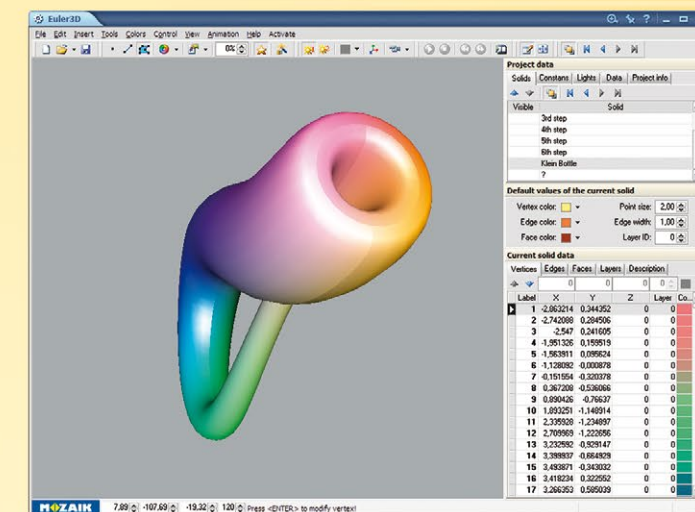 Euler3D
File Edit Insert Tools Colors Control View Animation Help Activate
0%
Project data
Solids Constans Lights Data Project info
Visible Solid
3rd step
4th step
5th step
6th step
Klein Bottle
?
Default values of the current solid
Vertex color: Point size: 2,00
Edge color: Edge width: 1,00
Face color: Layer ID: 0
Current solid data
Vertices Edges Faces Layers Description
0 0 0 0
Label X Y Z Layer Co...
1 -2,863214 0,344352 0 0
2 -2,742088 0,284506 0 0
3 -2,547 0,241605 0 0
4 -1,951326 0,159519 0 0
5 -1,563911 0,095624 0 0
6 -1,128092 -0,000878 0 0
7 -0,151554 -0,320378 0 0
8 0,367208 -0,536066 0 0
9 0,890426 -0,76637 0 0
10 1,893251 -1,148914 0 0
11 2,335928 -1,234897 0 0
12 2,709969 -1,222656 0 0
13 3,232592 -0,929147 0 0
14 3,399937 -0,664929 0 0
15 3,493871 -0,343032 0 0
16 3,418234 0,322552 0 0
17 3,266353 0,585039 0 0
MOZAIK 7,89 -107,69 -19,32 120 Press <ENTER> to modify vertex!